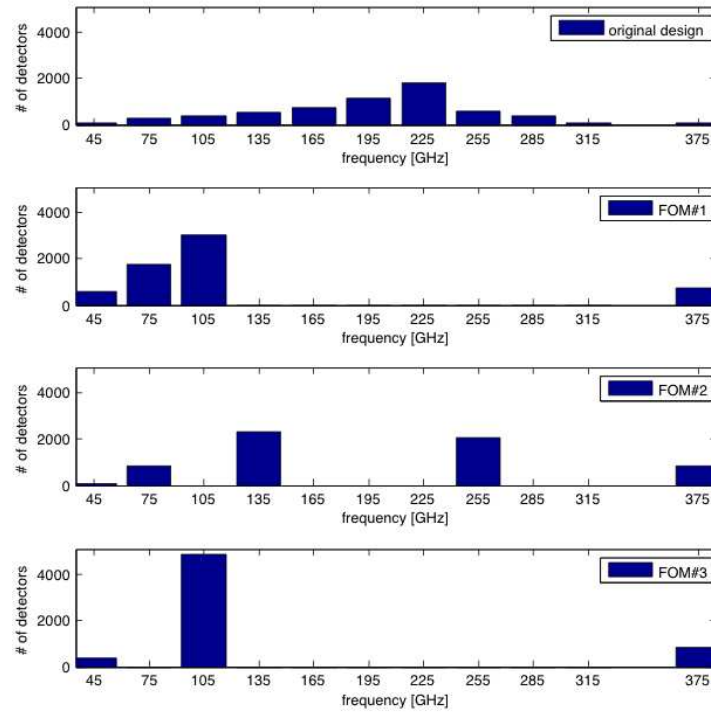 original design
# of detectors
4000
2000
0
45 75 105 135 165 195 225 255 285 315 375
frequency [GHz]
FOM#1
# of detectors
4000
2000
0
45 75 105 135 165 195 225 255 285 315 375
frequency [GHz]
FOM#2
# of detectors
4000
2000
0
45 75 105 135 165 195 225 255 285 315 375
frequency [GHz]
FOM#3
# of detectors
4000
2000
0
45 75 105 135 165 195 225 255 285 315 375
frequency [GHz]